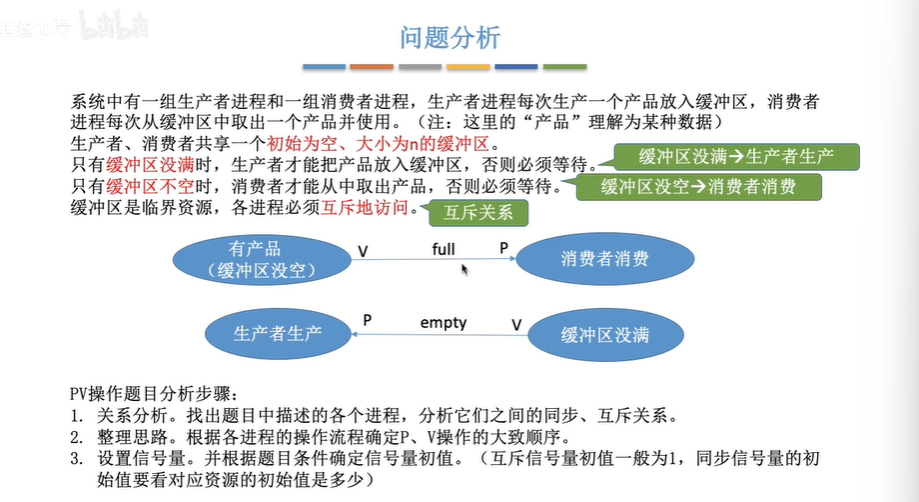 bilibili
问题分析
系统中有一组生产者进程和一组消费者进程，生产者进程每次生产一个产品放入缓冲区，消费者
进程每次从缓冲区中取出一个产品并使用。（注：这里的“产品”理解为某种数据）
生产者、消费者共享一个初始为空、大小为n的缓冲区。
只有缓冲区没满时，生产者才能把产品放入缓冲区，否则必须等待。
缓冲区没满→生产者生产
只有缓冲区不空时，消费者才能从中取出产品，否则必须等待。
缓冲区没空→消费者消费
缓冲区是临界资源，各进程必须互斥地访问。
互斥关系
有产品
（缓冲区没空）
V full P
消费者消费
生产者生产
P empty V
缓冲区没满
PV操作题目分析步骤：
1. 关系分析。找出题目中描述的各个进程，分析它们之间的同步、互斥关系。
2. 整理思路。根据各进程的操作流程确定P、V操作的大致顺序。
3. 设置信号量。并根据题目条件确定信号量初值。（互斥信号量初值一般为1，同步信号量的初
始值要看对应资源的初始值是多少）